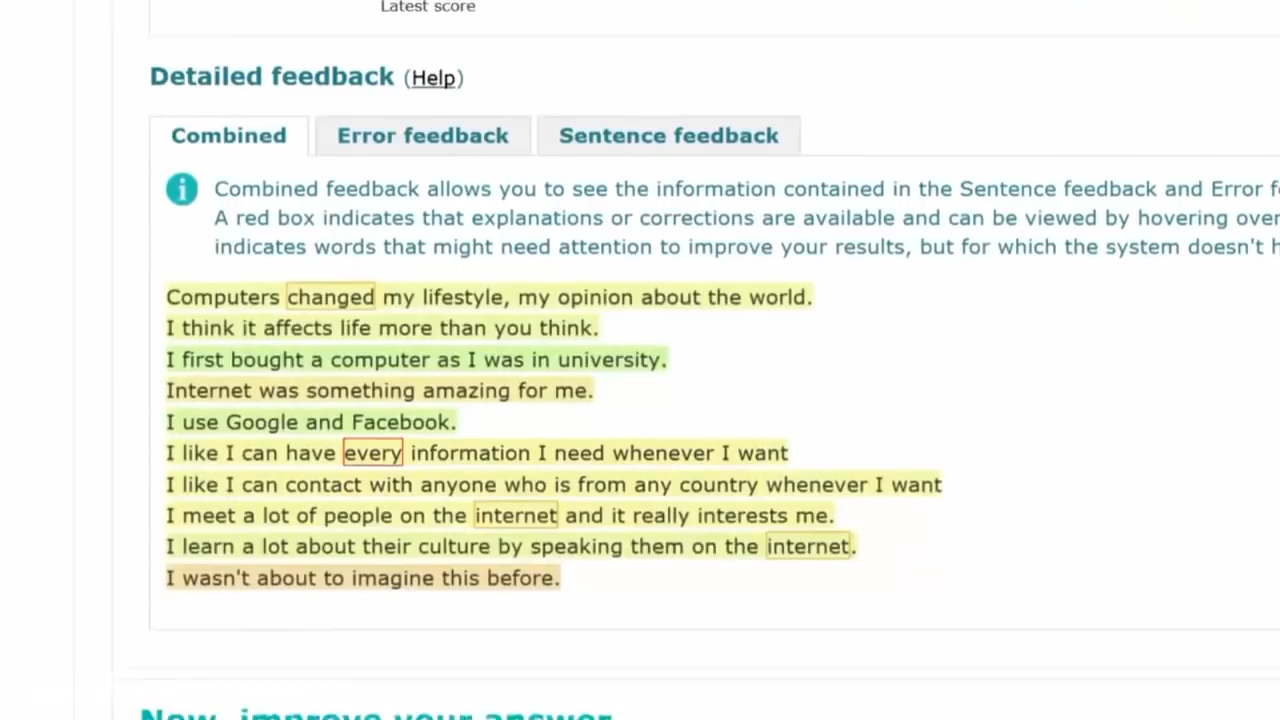 Latest score
Detailed feedback (Help)
Combined Error feedback Sentence feedback
i Combined feedback allows you to see the information contained in the Sentence feedback and Error
A red box indicates that explanations or corrections are available and can be viewed by hovering over
indicates words that might need attention to improve your results, but for which the system doesn't
Computers changed my lifestyle, my opinion about the world.
I think it affects life more than you think.
I first bought a computer as I was in university.
Internet was something amazing for me.
I use Google and Facebook.
I like I can have every information I need whenever I want
I like I can contact with anyone who is from any country whenever I want
I meet a lot of people on the internet and it really interests me.
I learn a lot about their culture by speaking them on the internet.
I wasn't about to imagine this before.
Now, improve your answer